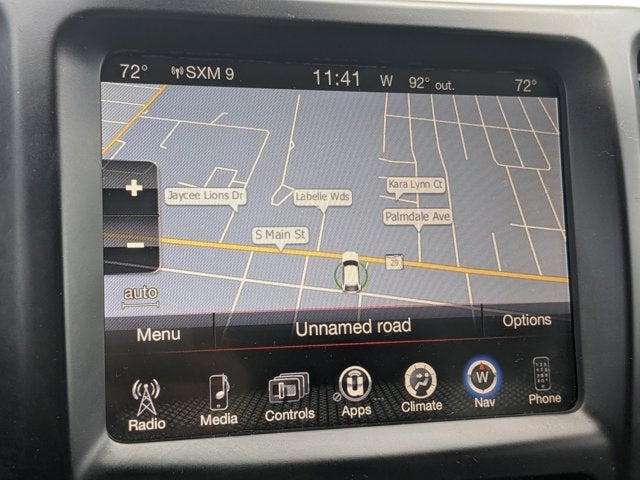 72° SXM 9 11:41 W 92° out. 72°
+
Jaycee Lions Dr Labelle Wds Kara Lynn Ct
Palmdale Ave
S Main St
29
−
auto
Menu Unnamed road Options
W
Radio Media Controls Apps Climate Nav Phone